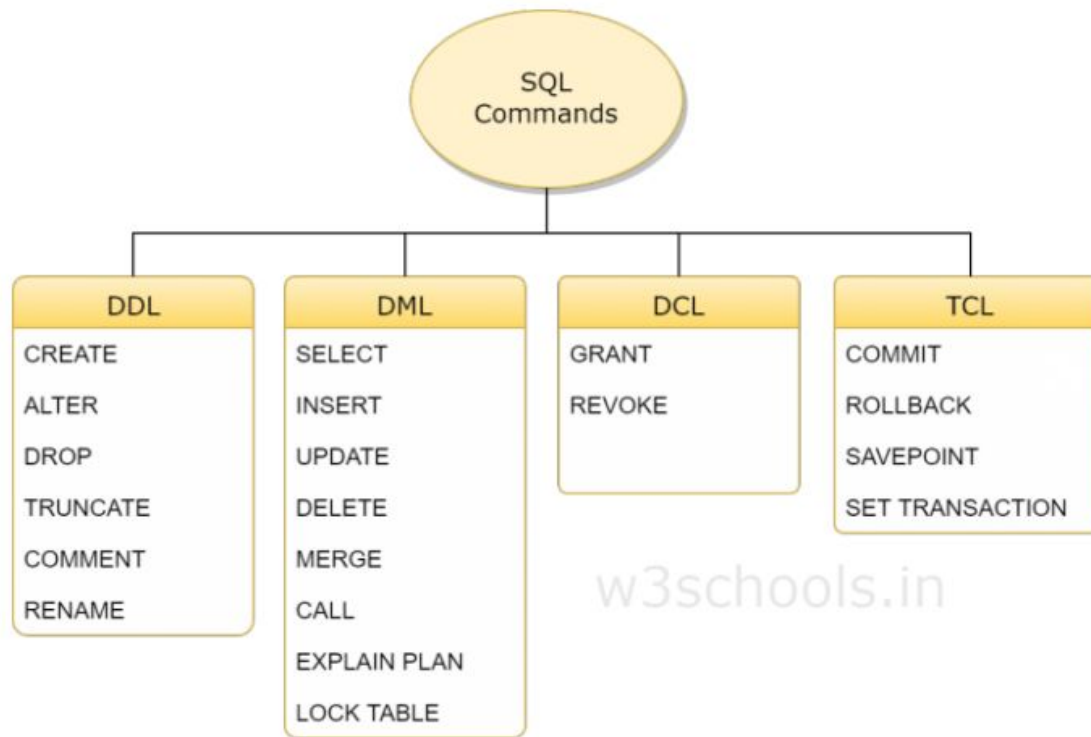 SQL
Commands
DDL
CREATE
ALTER
DROP
TRUNCATE
COMMENT
RENAME
DML
SELECT
INSERT
UPDATE
DELETE
MERGE
CALL
EXPLAIN PLAN
LOCK TABLE
DCL
GRANT
REVOKE
TCL
COMMIT
ROLLBACK
SAVEPOINT
SET TRANSACTION
w3schools.in